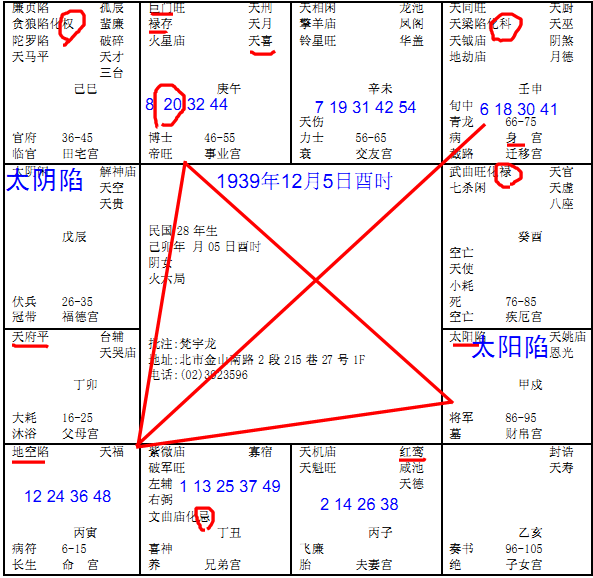 廉贞陷 孤辰
贪狼陷化权 蜚廉
陀罗陷 破碎
天马平 天才
三台
己巳
官府 36-45
临官 田宅宫
巨门旺 天刑
禄存 天月
火星庙 天喜
庚午
8 20 32 44
博士 46-55
帝旺 事业宫
天相闲 龙池
擎羊庙 凤阁
铃星旺 华盖
辛未
7 19 31 42 54
天伤
力士 56-65
衰 交友宫
天同旺 天厨
天梁陷化科 天巫
天钺庙 阴煞
地劫庙 月德
壬申
旬中
6 18 30 41
青龙 66-75
病 身 宫
截路 迁移宫
太阴陷
解神庙
天空
天贵
戊辰
伏兵 26-35
冠带 福德宫
1939年12月5日酉时
民国 28 年生
己卯年 月 05 日酉时
阴女
火六局
批注:梵宇龙
地址:北市金山南路 2 段 215 巷 27 号 1F
电话:(02)3923596
武曲旺化禄 天官
七杀闲 天虚
八座
癸酉
空亡
天使
小耗
死 76-85
空亡 疾厄宫
天府平 台辅
天哭庙
丁卯
大耗 16-25
沐浴 父母宫
太阳陷 天姚庙
太阳陷
恩光
甲戌
将军 86-95
墓 财帛宫
地空陷 天福
12 24 36 48
丙寅
病符 6-15
长生 命 宫
紫微庙 寡宿
破军旺
左辅
右弼
1 13 25 37 49
文曲庙化忌
丁丑
喜神
养 兄弟宫
天机庙 红鸾
天魁旺 咸池
天德
2 14 26 38
丙子
飞廉
胎 夫妻宫
封诰
天寿
乙亥
奏书 96-105
绝 子女宫